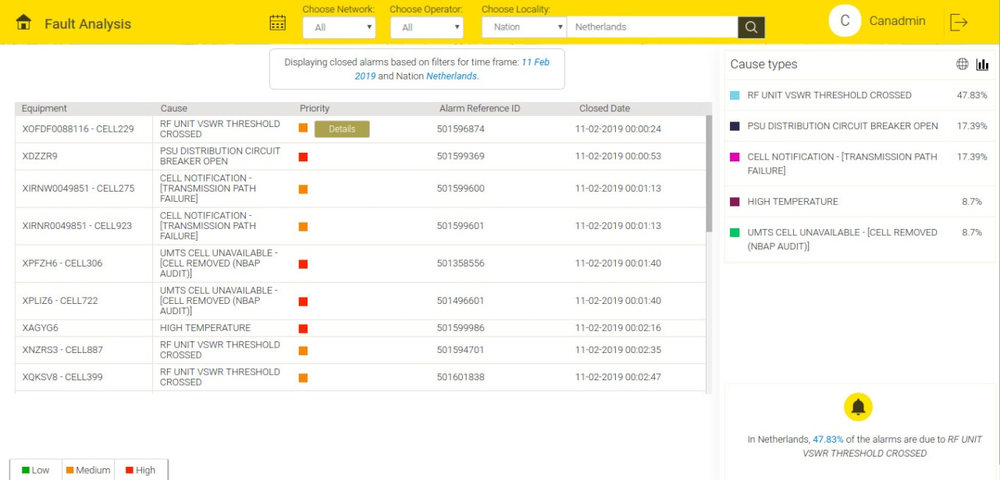 Fault Analysis
Choose Network:
All
Choose Operator:
All
Choose Locality:
Nation
Netherlands
C
Canadmin
Displaying closed alarms based on filters for time frame: 11 Feb
2019 and Nation Netherlands.
Equipment Cause Priority Alarm Reference ID Closed Date
XOFDF0088116 - CELL229
RF UNIT VSWR THRESHOLD
CROSSED
Details
501596874
11-02-2019 00:00:24
XDZZR9
PSU DISTRIBUTION CIRCUIT
BREAKER OPEN
501599369
11-02-2019 00:00:53
XIRNW0049851 - CELL275
CELL NOTIFICATION -
[TRANSMISSION PATH
FAILURE]
501599600
11-02-2019 00:01:13
XIRNR0049851 - CELL923
CELL NOTIFICATION -
[TRANSMISSION PATH
FAILURE]
501599601
11-02-2019 00:01:13
XPFZH6 - CELL306
UMTS CELL UNAVAILABLE -
[CELL REMOVED (NBAP
AUDIT)]
501358556
11-02-2019 00:01:40
XPLIZ6 - CELL722
UMTS CELL UNAVAILABLE -
[CELL REMOVED (NBAP
AUDIT)]
501496601
11-02-2019 00:01:40
XAGYG6
HIGH TEMPERATURE
501599986
11-02-2019 00:02:16
XNZRS3 - CELL887
RF UNIT VSWR THRESHOLD
CROSSED
501594701
11-02-2019 00:02:35
XQKSV8 - CELL399
RF UNIT VSWR THRESHOLD
CROSSED
501601838
11-02-2019 00:02:47
Low
Medium
High
Cause types
RF UNIT VSWR THRESHOLD CROSSED 47.83%
PSU DISTRIBUTION CIRCUIT BREAKER OPEN 17.39%
CELL NOTIFICATION - [TRANSMISSION PATH 17.39%
FAILURE]
HIGH TEMPERATURE 8.7%
UMTS CELL UNAVAILABLE - [CELL REMOVED 8.7%
(NBAP AUDIT)]
In Netherlands, 47.83% of the alarms are due to RF UNIT
VSWR THRESHOLD CROSSED